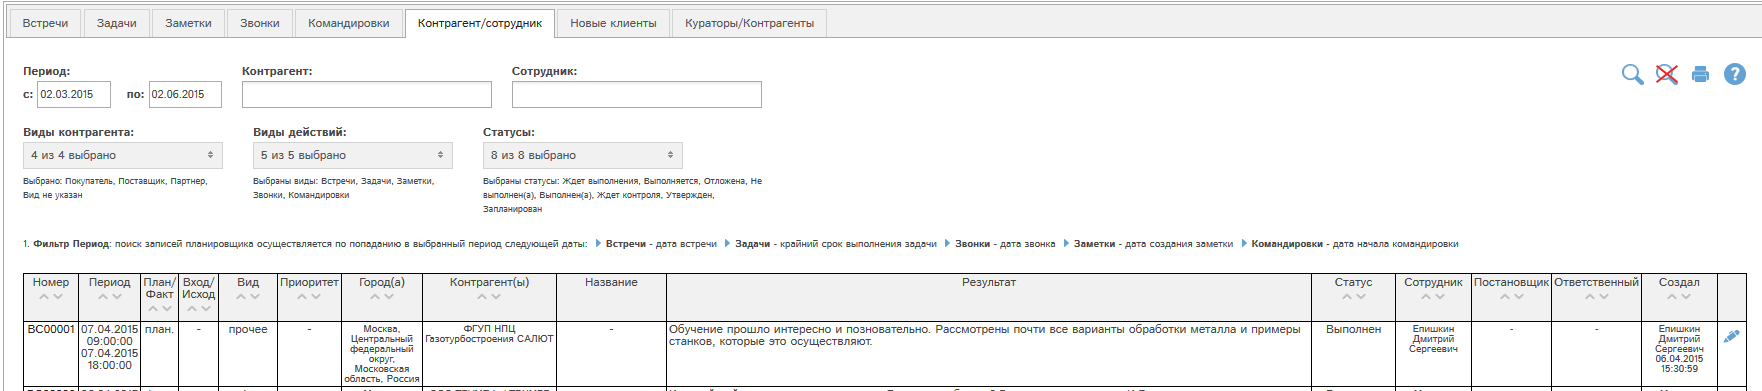 Встречи Задачи Заметки Звонки Командировки Контрагент/сотрудник Новые клиенты Кураторы/Контрагенты
Период: Контрагент: Сотрудник:
с: 02.03.2015 по: 02.06.2015
Виды контрагента: Виды действий: Статусы:
4 из 4 выбрано 5 из 5 выбрано 8 из 8 выбрано
Выбрано: Покупатель, Поставщик, Партнер,
Вид не указан
Выбраны виды: Встречи, Задачи, Заметки,
Звонки, Командировки
Выбраны статусы: Ждет выполнения, Выполняется, Отложена, Не
выполнен(а), Выполнен(а), Ждет контроля, Утвержден,
Запланирован
1. Фильтр Период: поиск записей планировщика осуществляется по попаданию в выбранный период следующей даты: Встречи - дата встречи Задачи - крайний срок выполнения задачи Звонки - дата звонка Заметки - дата создания заметки Командировки - дата начала командировки
Номер Период План/ Вход/ Вид Приоритет Город(а) Контрагент(ы) Название Результат Статус Сотрудник Постановщик Ответственный Создал
Факт Исход
ВС00001
07.04.2015
09:00:00
07.04.2015
18:00:00
план.
-
прочее
-
Москва,
Центральный
федеральный
округ,
Московская
область, Россия
ФГУП НПЦ
Газотурбостроения САЛЮТ
-
Обучение прошло интересно и позновательно. Рассмотрены почти все варианты обработки металла и примеры
станков, которые это осуществляют.
Выполнен
Епишкин
Дмитрий
Сергеевич
-
-
Епишкин
Дмитрий
Сергеевич
06.04.2015
15:30:59